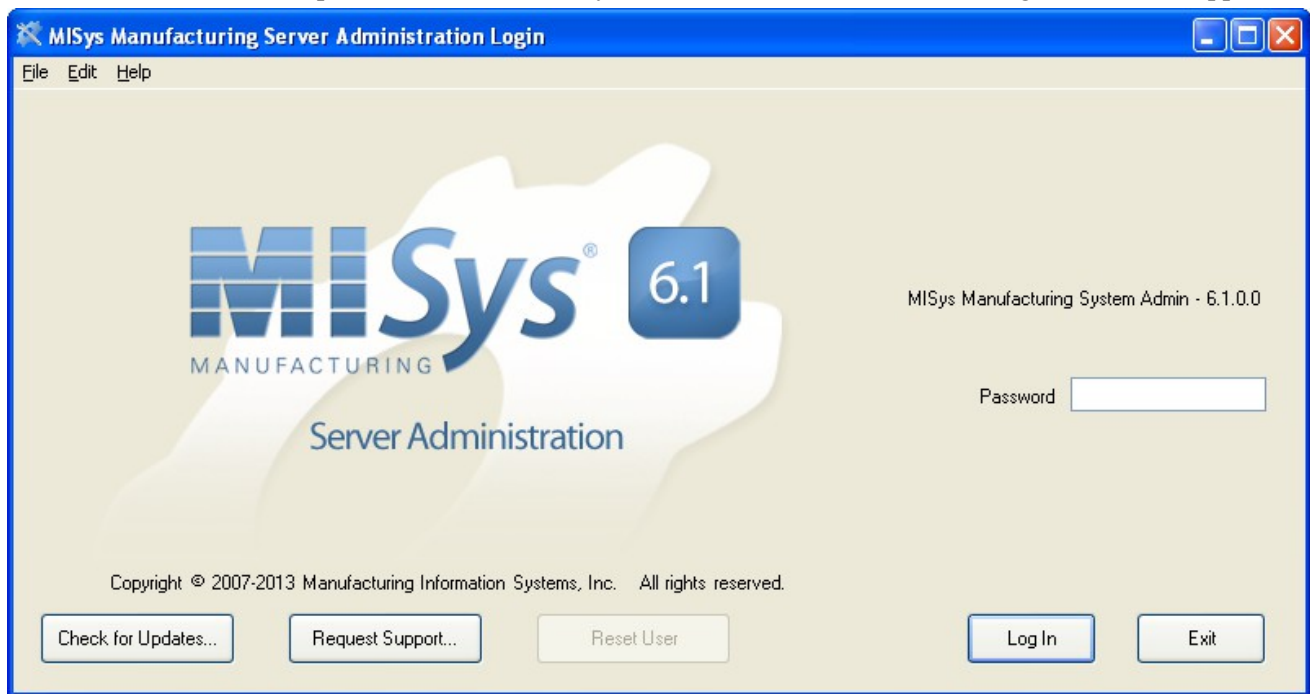 MISys Manufacturing Server Administration Login
File Edit Help
MISys® 6.1
MANUFACTURING
Server Administration
MISys Manufacturing System Admin - 6.1.0.0
Password
Copyright © 2007-2013 Manufacturing Information Systems, Inc. All rights reserved.
Check for Updates... Request Support... Reset User Log In Exit